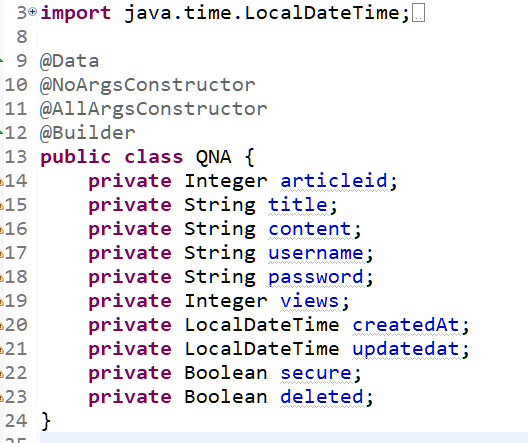 3 import java.time.LocalDateTime;
8
9 @Data
10 @NoArgsConstructor
11 @AllArgsConstructor
12 @Builder
13 public class QNA {
14     private Integer articleid;
15     private String title;
16     private String content;
17     private String username;
18     private String password;
19     private Integer views;
20     private LocalDateTime createdAt;
21     private LocalDateTime updatedat;
22     private Boolean secure;
23     private Boolean deleted;
24 }